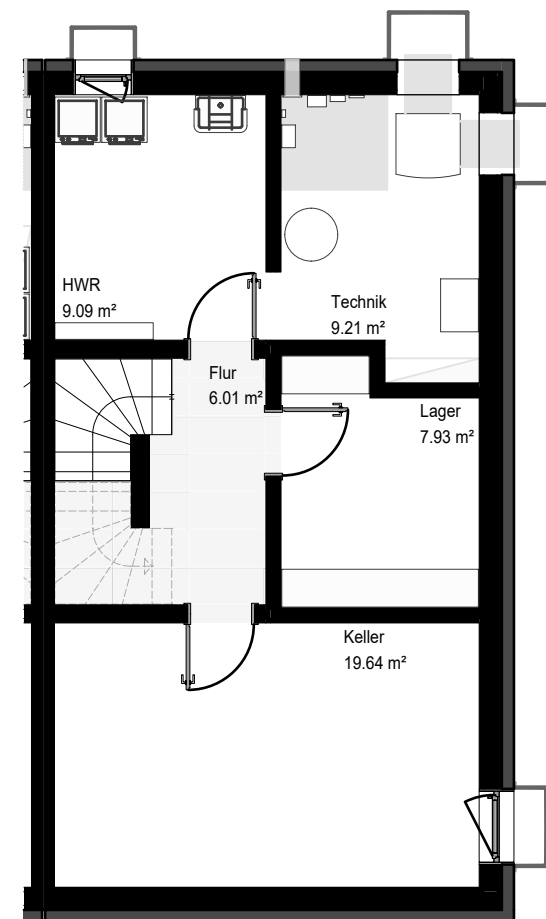 HWR
9.09 m²
Technik
9.21 m²
Flur
6.01 m²
Lager
7.93 m²
Keller
19.64 m²